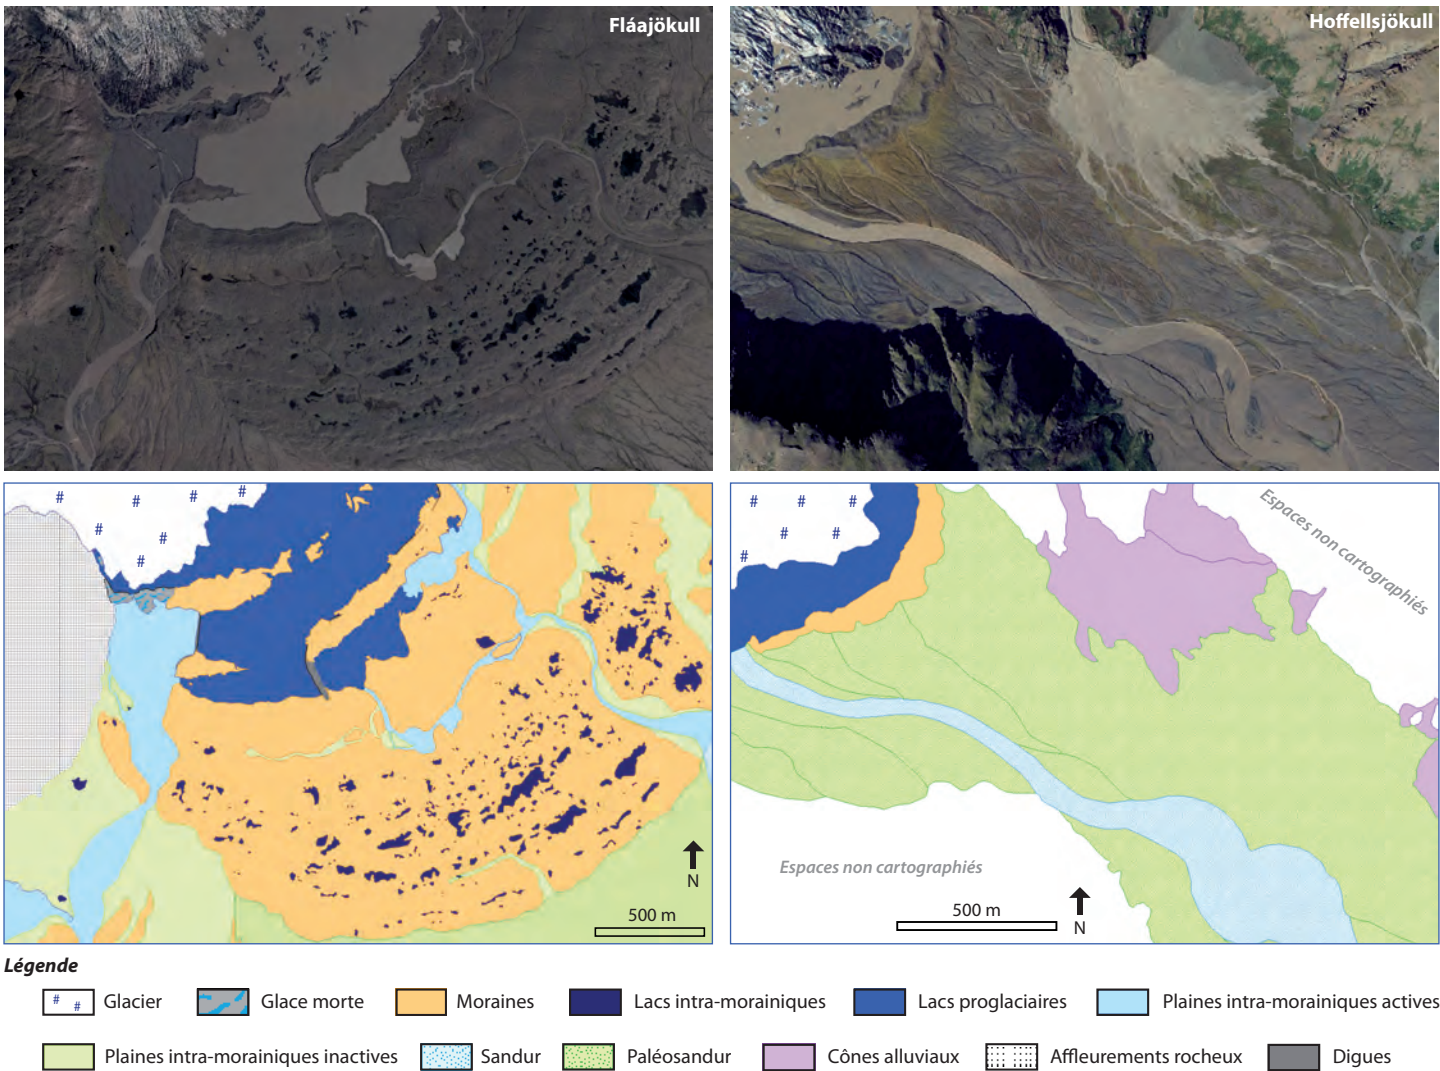 Fláajökull
Hoffellsjökull
Espaces non cartographiés
Espaces non cartographiés
N
500 m
500 m
N
Légende
Glacier
Glace morte
Moraines
Lacs intra-morainiques
Lacs proglaciaires
Plaines intra-morainiques actives
Plaines intra-morainiques inactives
Sandur
Paléosandur
Cônes alluviaux
Affleurements rocheux
Digues